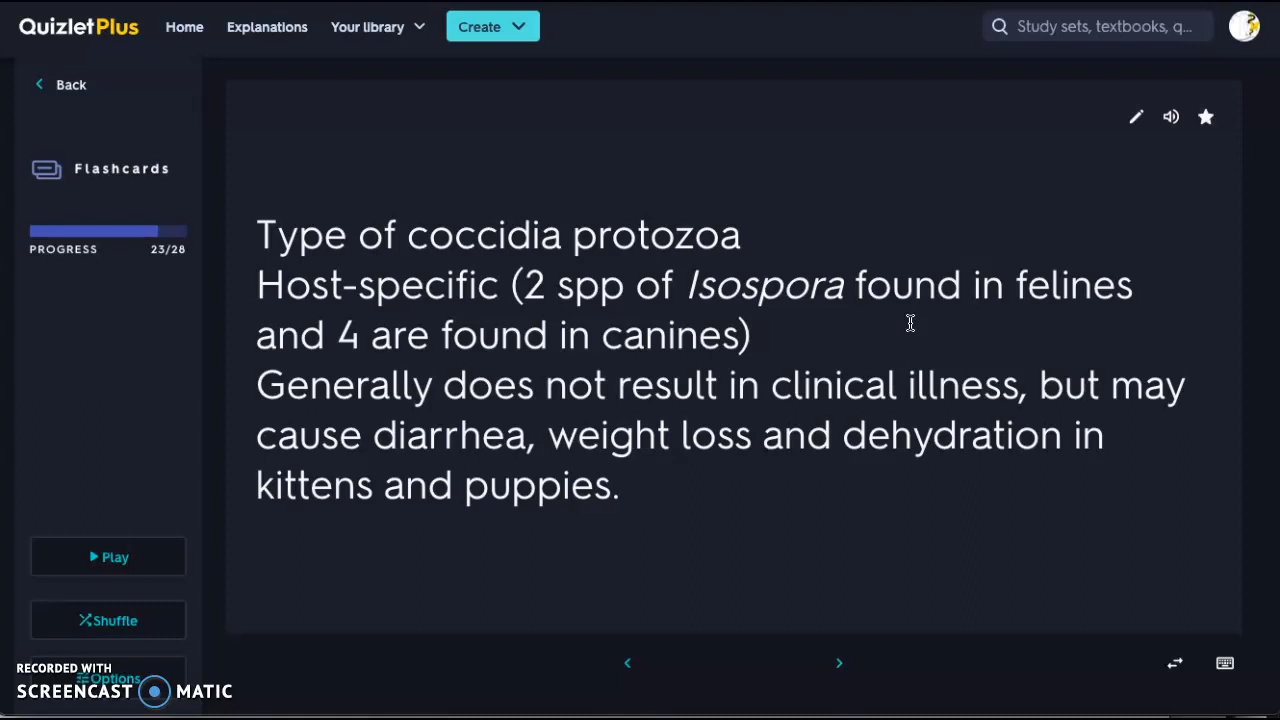 QuizletPlus Home Explanations Your library Create Study sets, textbooks, q...
Back
Flashcards
PROGRESS 23/28
Type of coccidia protozoa
Host-specific (2 spp of Isospora found in felines
and 4 are found in canines)
Generally does not result in clinical illness, but may
cause diarrhea, weight loss and dehydration in
kittens and puppies.
Play
Shuffle
Options
RECORDED WITH
SCREENCAST MATIC